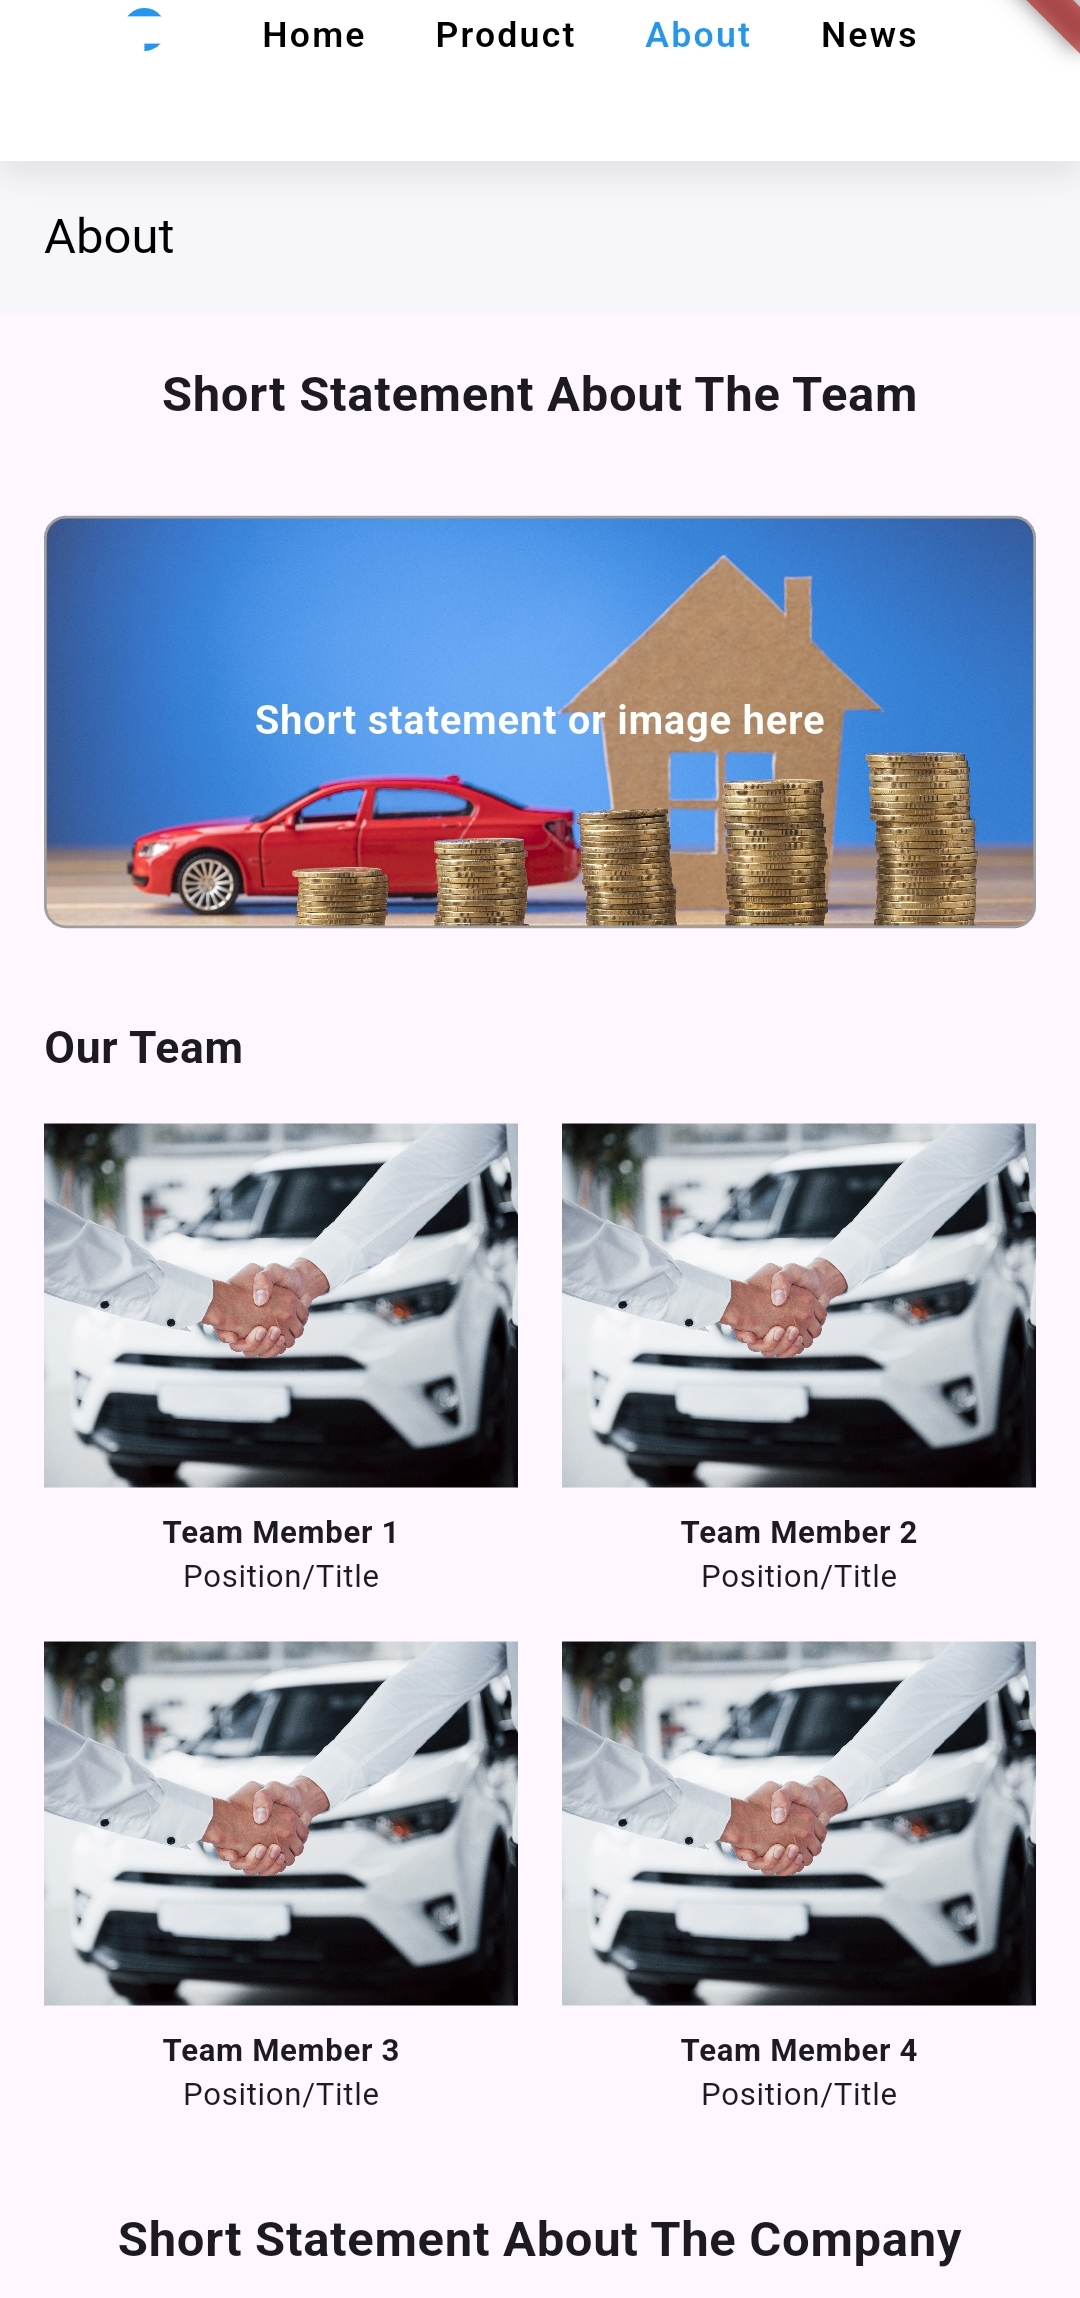 Home Product About News
About
Short Statement About The Team
Short statement or image here
Our Team
Team Member 1 Team Member 2
Position/Title Position/Title
Team Member 3 Team Member 4
Position/Title Position/Title
Short Statement About The Company